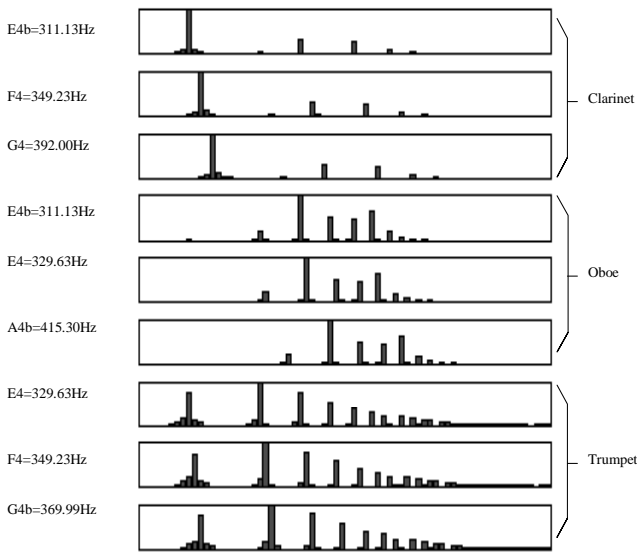 E4b=311.13Hz
F4=349.23Hz
Clarinet
G4=392.00Hz
E4b=311.13Hz
E4=329.63Hz
Oboe
A4b=415.30Hz
E4=329.63Hz
F4=349.23Hz
Trumpet
G4b=369.99Hz